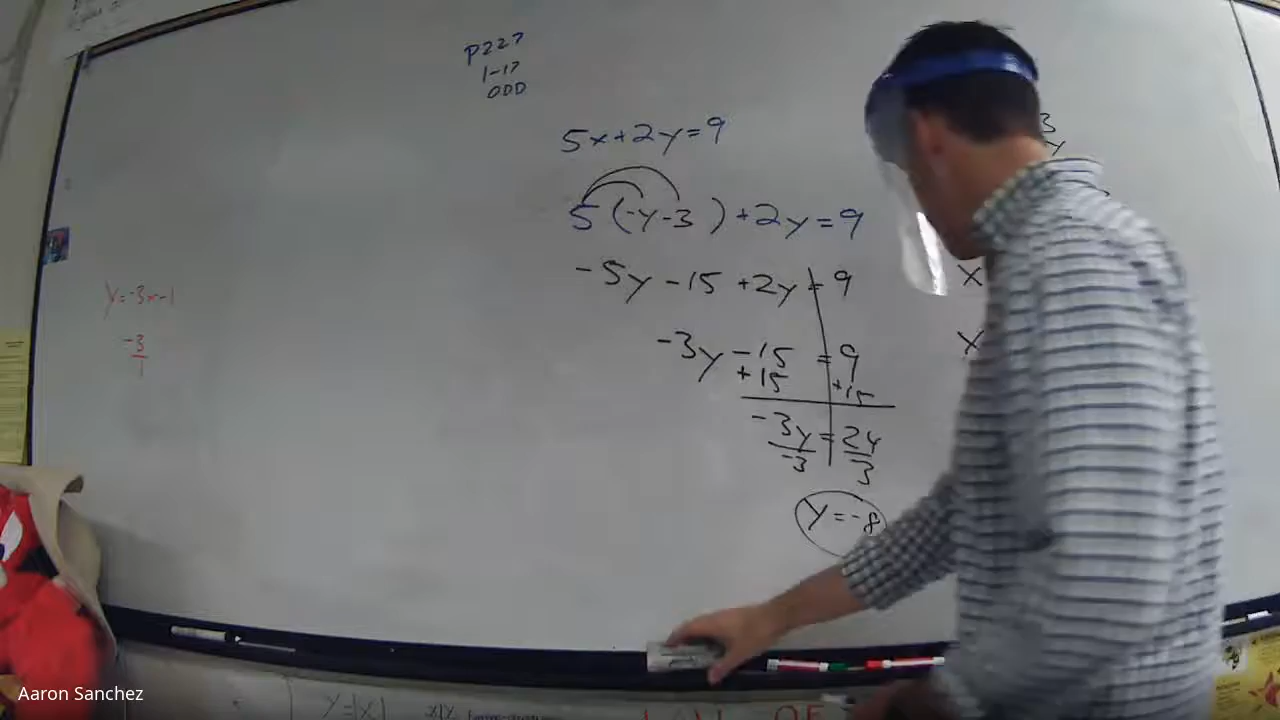 P227
1-17
ODD
5x+2y=9
5(-y-3)+2y=9
-5y-15+2y=9
-3y-15=9
+15 +15
-3y=24
-3 -3
y=-8
y=-3x-1
-3
1
3
y
x
x
y=|x|
x|y
Aaron Sanchez